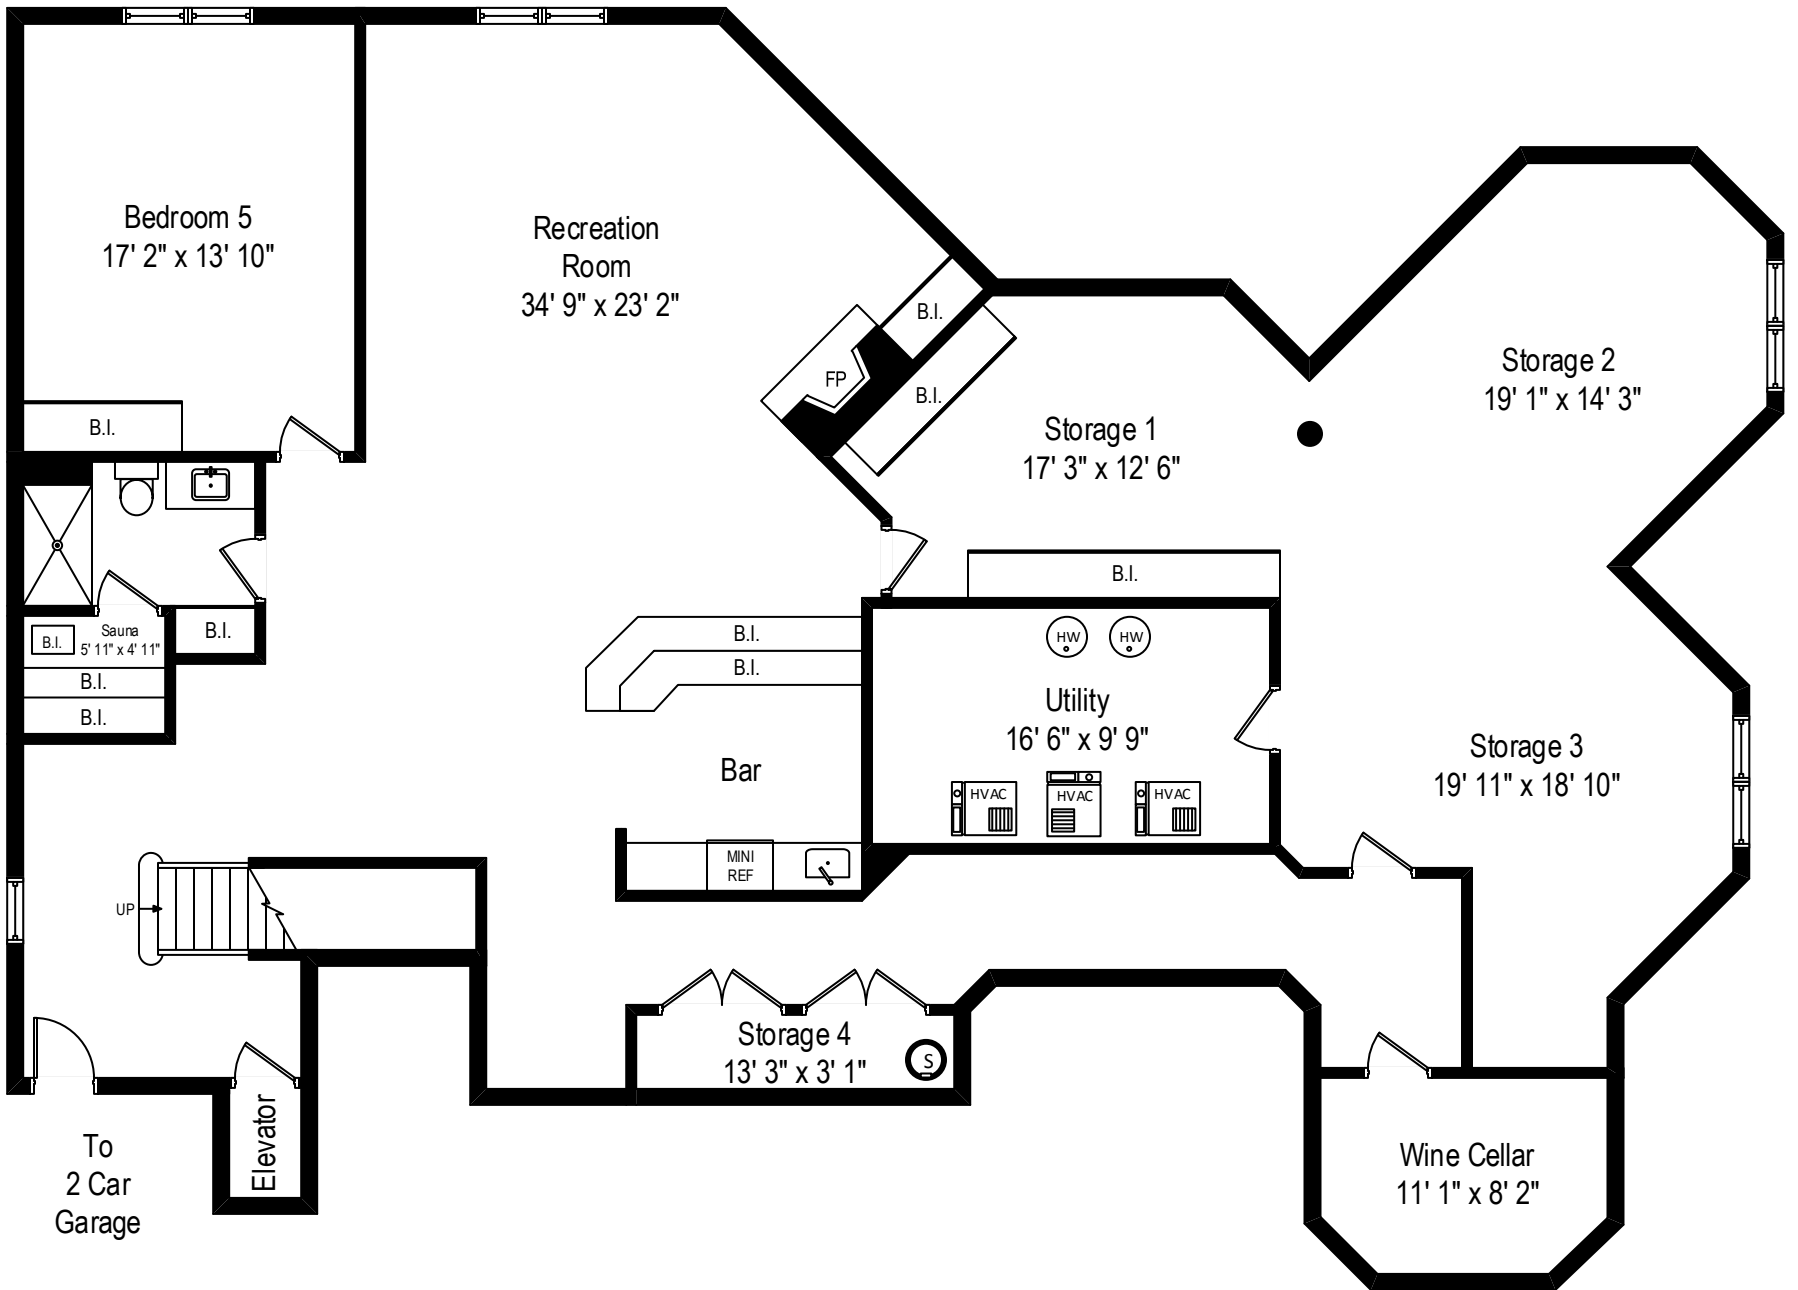 Bedroom 5
17' 2" x 13' 10"
Recreation
Room
34' 9" x 23' 2"
B.I.
FP
B.I.
Storage 2
19' 1" x 14' 3"
B.I.
Storage 1
17' 3" x 12' 6"
B.I.
Sauna
5' 11" x 4' 11"
B.I.
B.I.
B.I.
B.I.
B.I.
B.I.
HW
HW
Utility
16' 6" x 9' 9"
Bar
HVAC
HVAC
HVAC
Storage 3
19' 11" x 18' 10"
MINI
REF
UP
Storage 4
13' 3" x 3' 1"
S
Elevator
To
2 Car
Garage
Wine Cellar
11' 1" x 8' 2"